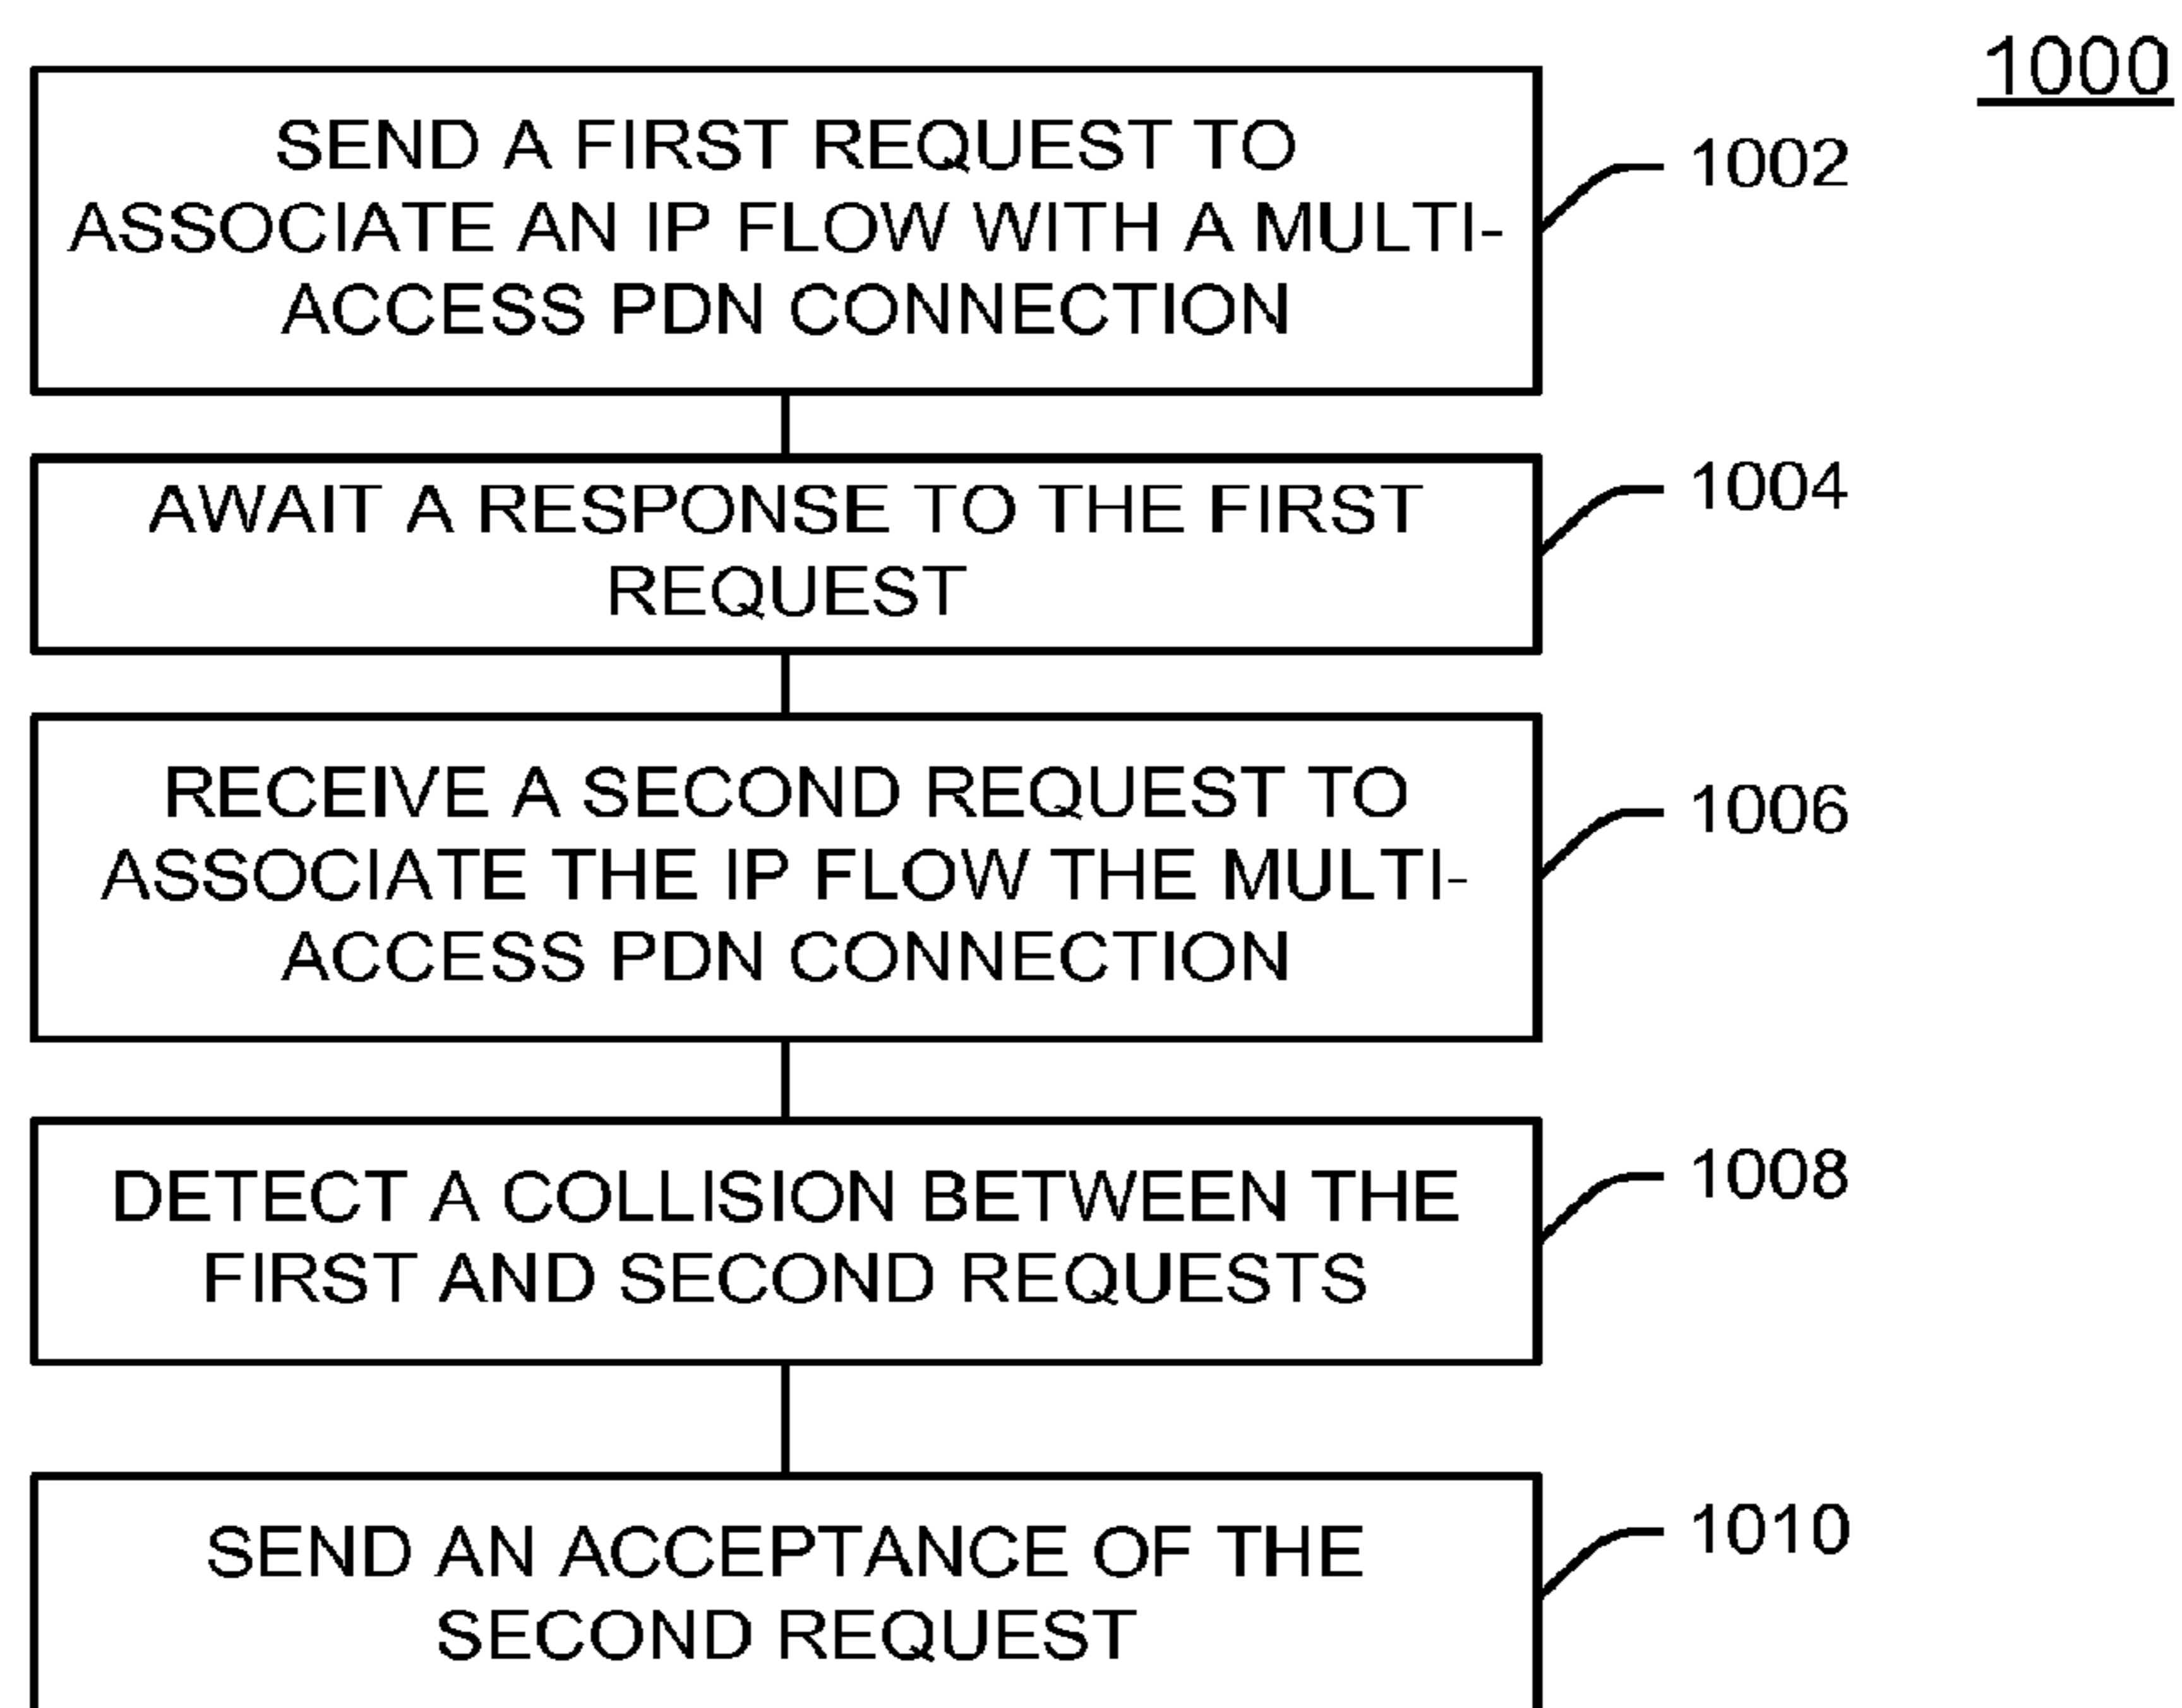 1000
SEND A FIRST REQUEST TO
ASSOCIATE AN IP FLOW WITH A MULTI-
ACCESS PDN CONNECTION
1002
AWAIT A RESPONSE TO THE FIRST
REQUEST
1004
RECEIVE A SECOND REQUEST TO
ASSOCIATE THE IP FLOW THE MULTI-
ACCESS PDN CONNECTION
1006
DETECT A COLLISION BETWEEN THE
FIRST AND SECOND REQUESTS
1008
SEND AN ACCEPTANCE OF THE
SECOND REQUEST
1010